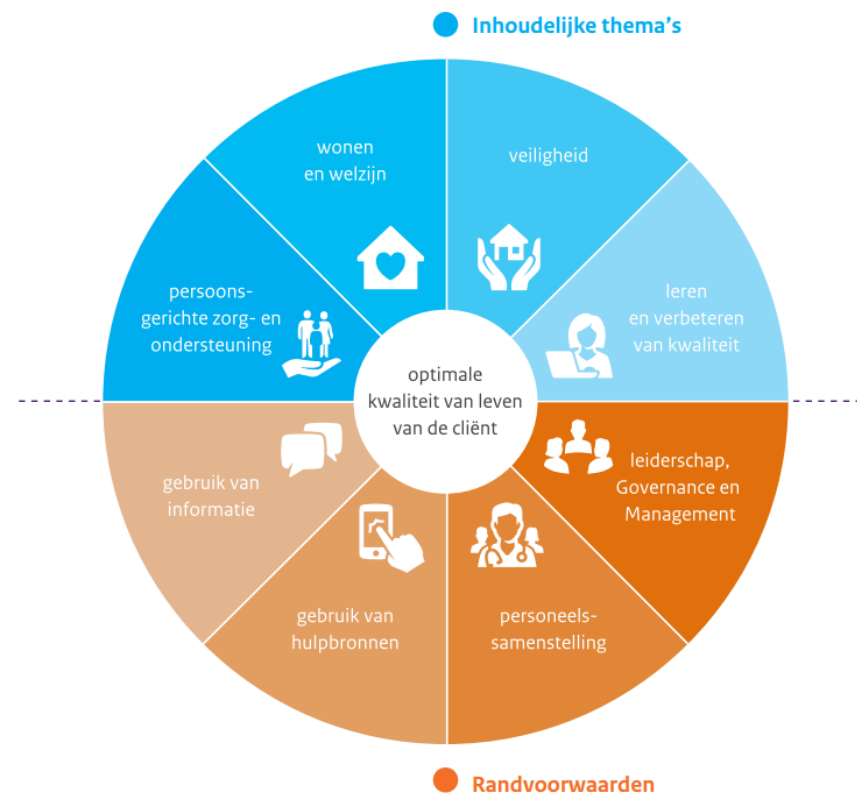 Inhoudelijke thema's
wonen
en welzijn
veiligheid
persoons-
gerichte zorg- en
ondersteuning
leren
en verbeteren
van kwaliteit
optimale
kwaliteit van leven
van de cliënt
gebruik van
informatie
leiderschap,
Governance en
Management
gebruik van
hulpbronnen
personeels-
samenstelling
Randvoorwaarden